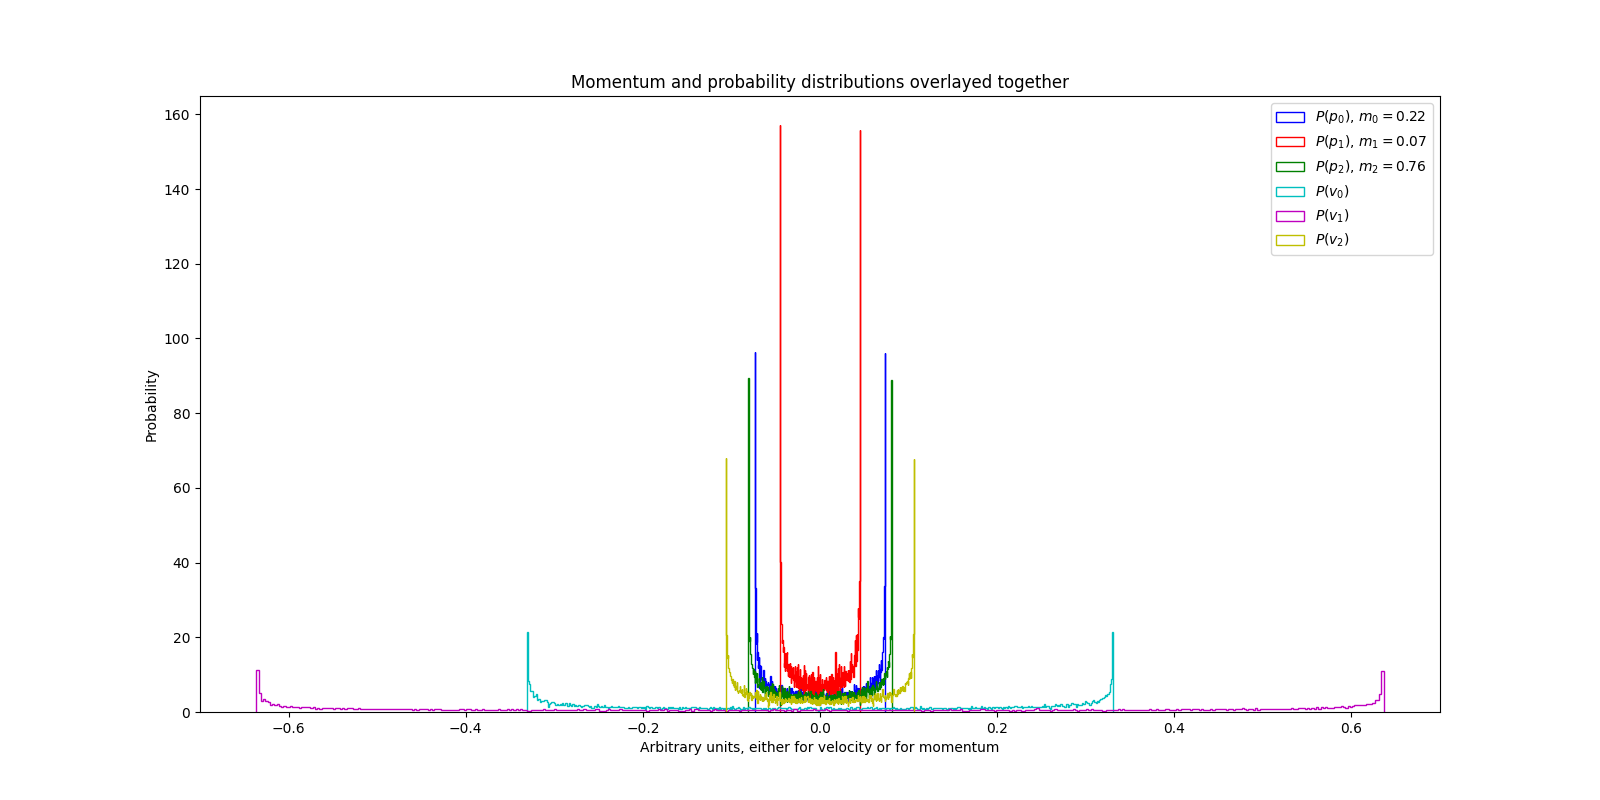 Momentum and probability distributions overlayed together
160
140
120
100
80
60
40
20
0
Probability
−0.6
−0.4
−0.2
0.0
0.2
0.4
0.6
Arbitrary units, either for velocity or for momentum
P(p₀), m₀ = 0.22
P(p₁), m₁ = 0.07
P(p₂), m₂ = 0.76
P(v₀)
P(v₁)
P(v₂)